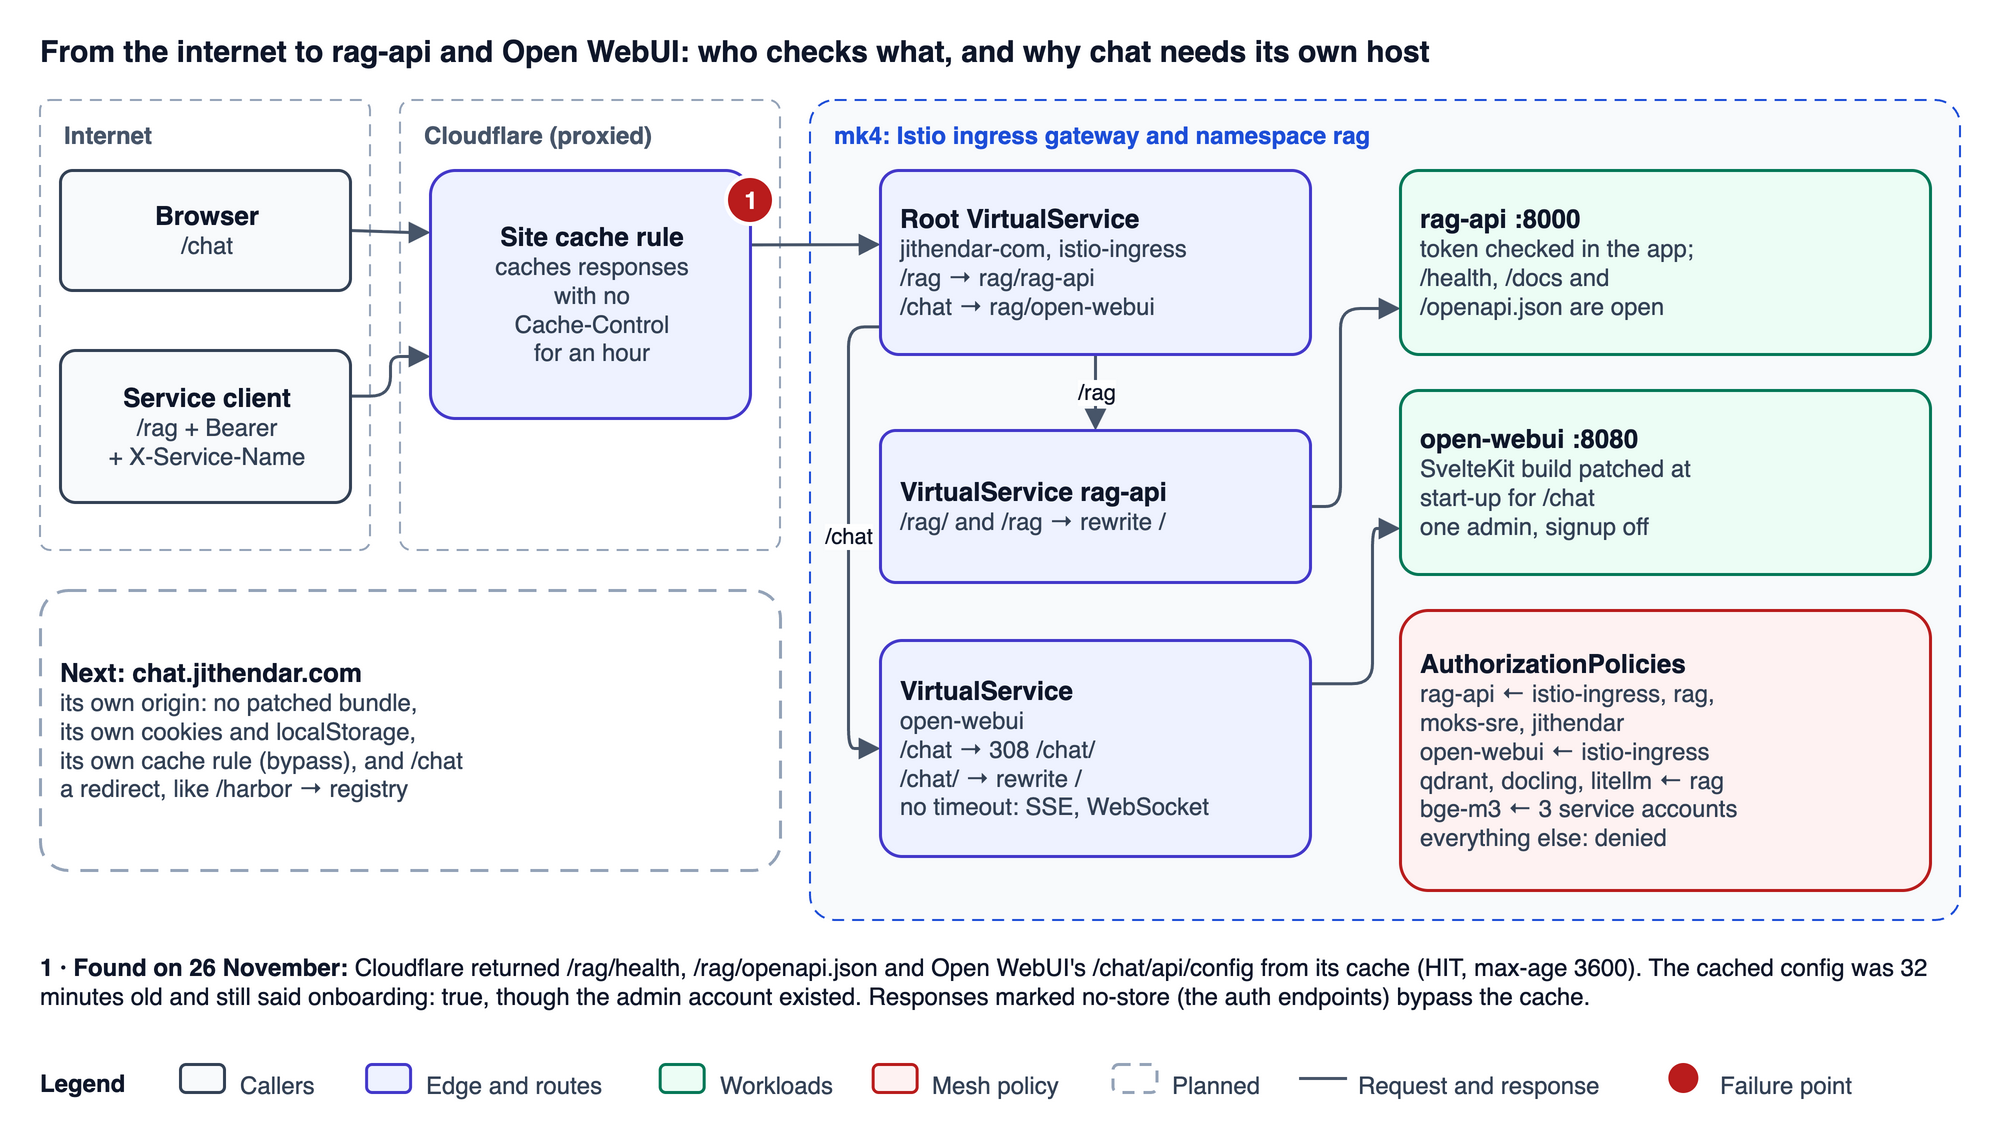 From the internet to rag-api and Open WebUI: who checks what, and why chat needs its own host
Internet
Browser
/chat
Service client
/rag + Bearer
+ X-Service-Name
Cloudflare (proxied)
Site cache rule
caches responses
with no
Cache-Control
for an hour
1
mk4: Istio ingress gateway and namespace rag
Root VirtualService
jithendar-com, istio-ingress
/rag → rag/rag-api
/chat → rag/open-webui
/rag
/chat
VirtualService rag-api
/rag/ and /rag → rewrite /
VirtualService
open-webui
/chat → 308 /chat/
/chat/ → rewrite /
no timeout: SSE, WebSocket
rag-api :8000
token checked in the app;
/health, /docs and
/openapi.json are open
open-webui :8080
SvelteKit build patched at
start-up for /chat
one admin, signup off
AuthorizationPolicies
rag-api ← istio-ingress, rag,
moks-sre, jithendar
open-webui ← istio-ingress
qdrant, docling, litellm ← rag
bge-m3 ← 3 service accounts
everything else: denied
Next: chat.jithendar.com
its own origin: no patched bundle,
its own cookies and localStorage,
its own cache rule (bypass), and /chat
a redirect, like /harbor → registry
1 · Found on 26 November: Cloudflare returned /rag/health, /rag/openapi.json and Open WebUI's /chat/api/config from its cache (HIT, max-age 3600). The cached config was 32
minutes old and still said onboarding: true, though the admin account existed. Responses marked no-store (the auth endpoints) bypass the cache.
Legend
Callers
Edge and routes
Workloads
Mesh policy
Planned
Request and response
Failure point